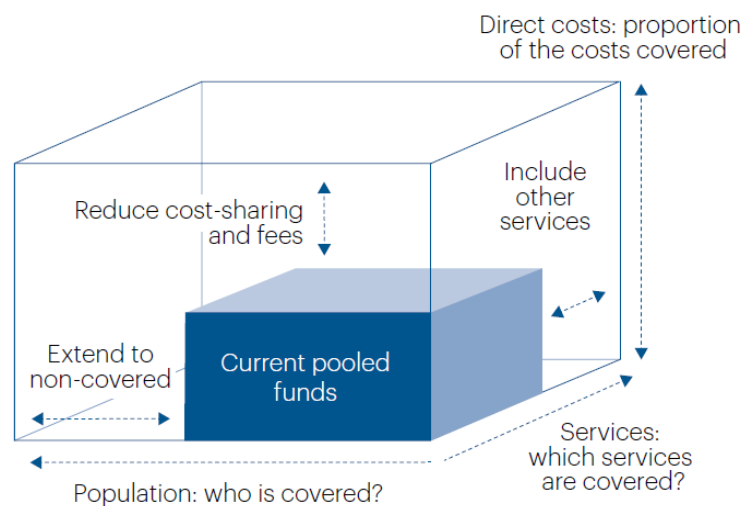 Direct costs: proportion
of the costs covered
Include
other
services
Reduce cost-sharing
and fees
Extend to
non-covered
Current pooled
funds
Services:
which services
are covered?
Population: who is covered?